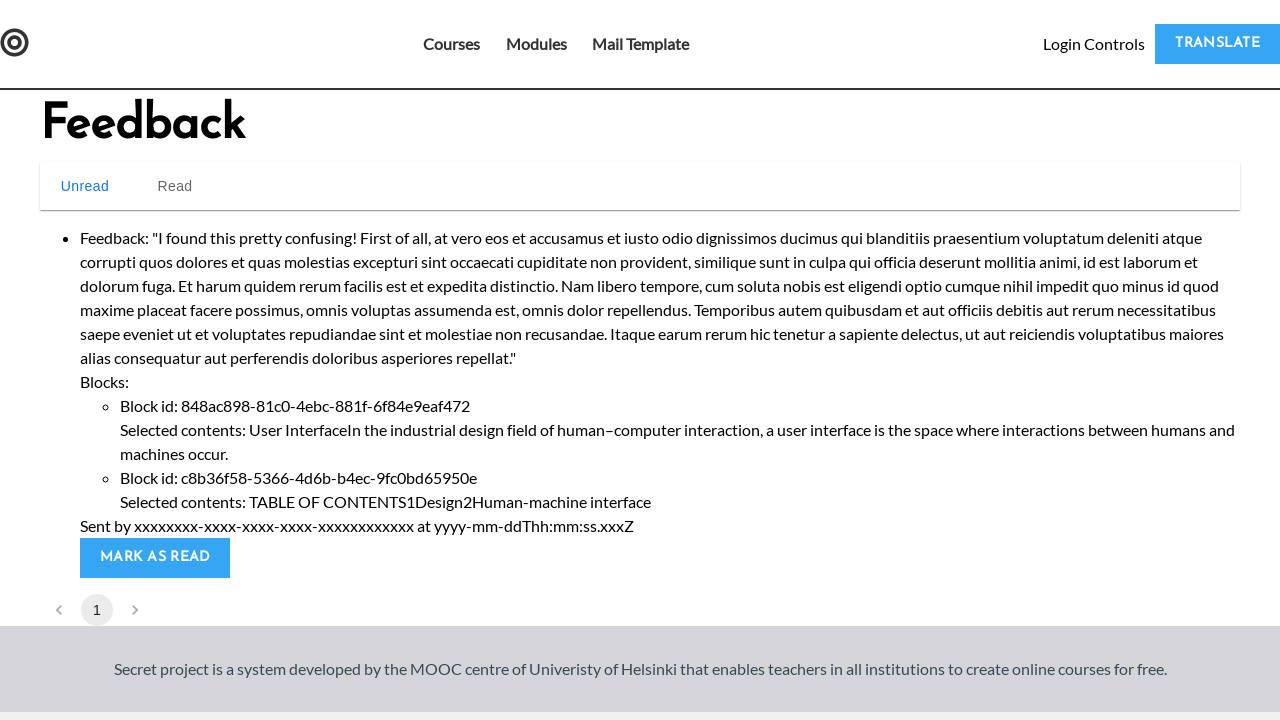 Courses Modules Mail Template Login Controls TRANSLATE
Feedback
Unread Read
Feedback: "I found this pretty confusing! First of all, at vero eos et accusamus et iusto odio dignissimos ducimus qui blanditiis praesentium voluptatum deleniti atque
corrupti quos dolores et quas molestias excepturi sint occaecati cupiditate non provident, similique sunt in culpa qui officia deserunt mollitia animi, id est laborum et
dolorum fuga. Et harum quidem rerum facilis est et expedita distinctio. Nam libero tempore, cum soluta nobis est eligendi optio cumque nihil impedit quo minus id quod
maxime placeat facere possimus, omnis voluptas assumenda est, omnis dolor repellendus. Temporibus autem quibusdam et aut officiis debitis aut rerum necessitatibus
saepe eveniet ut et voluptates repudiandae sint et molestiae non recusandae. Itaque earum rerum hic tenetur a sapiente delectus, ut aut reiciendis voluptatibus maiores
alias consequatur aut perferendis doloribus asperiores repellat."
Blocks:
Block id: 848ac898-81c0-4ebc-881f-6f84e9eaf472
Selected contents: User InterfaceIn the industrial design field of human–computer interaction, a user interface is the space where interactions between humans and
machines occur.
Block id: c8b36f58-5366-4d6b-b4ec-9fc0bd65950e
Selected contents: TABLE OF CONTENTS1Design2Human-machine interface
Sent by xxxxxxxx-xxxx-xxxx-xxxx-xxxxxxxxxxxx at yyyy-mm-ddThh:mm:ss.xxxZ
MARK AS READ
1
Secret project is a system developed by the MOOC centre of Univeristy of Helsinki that enables teachers in all institutions to create online courses for free.